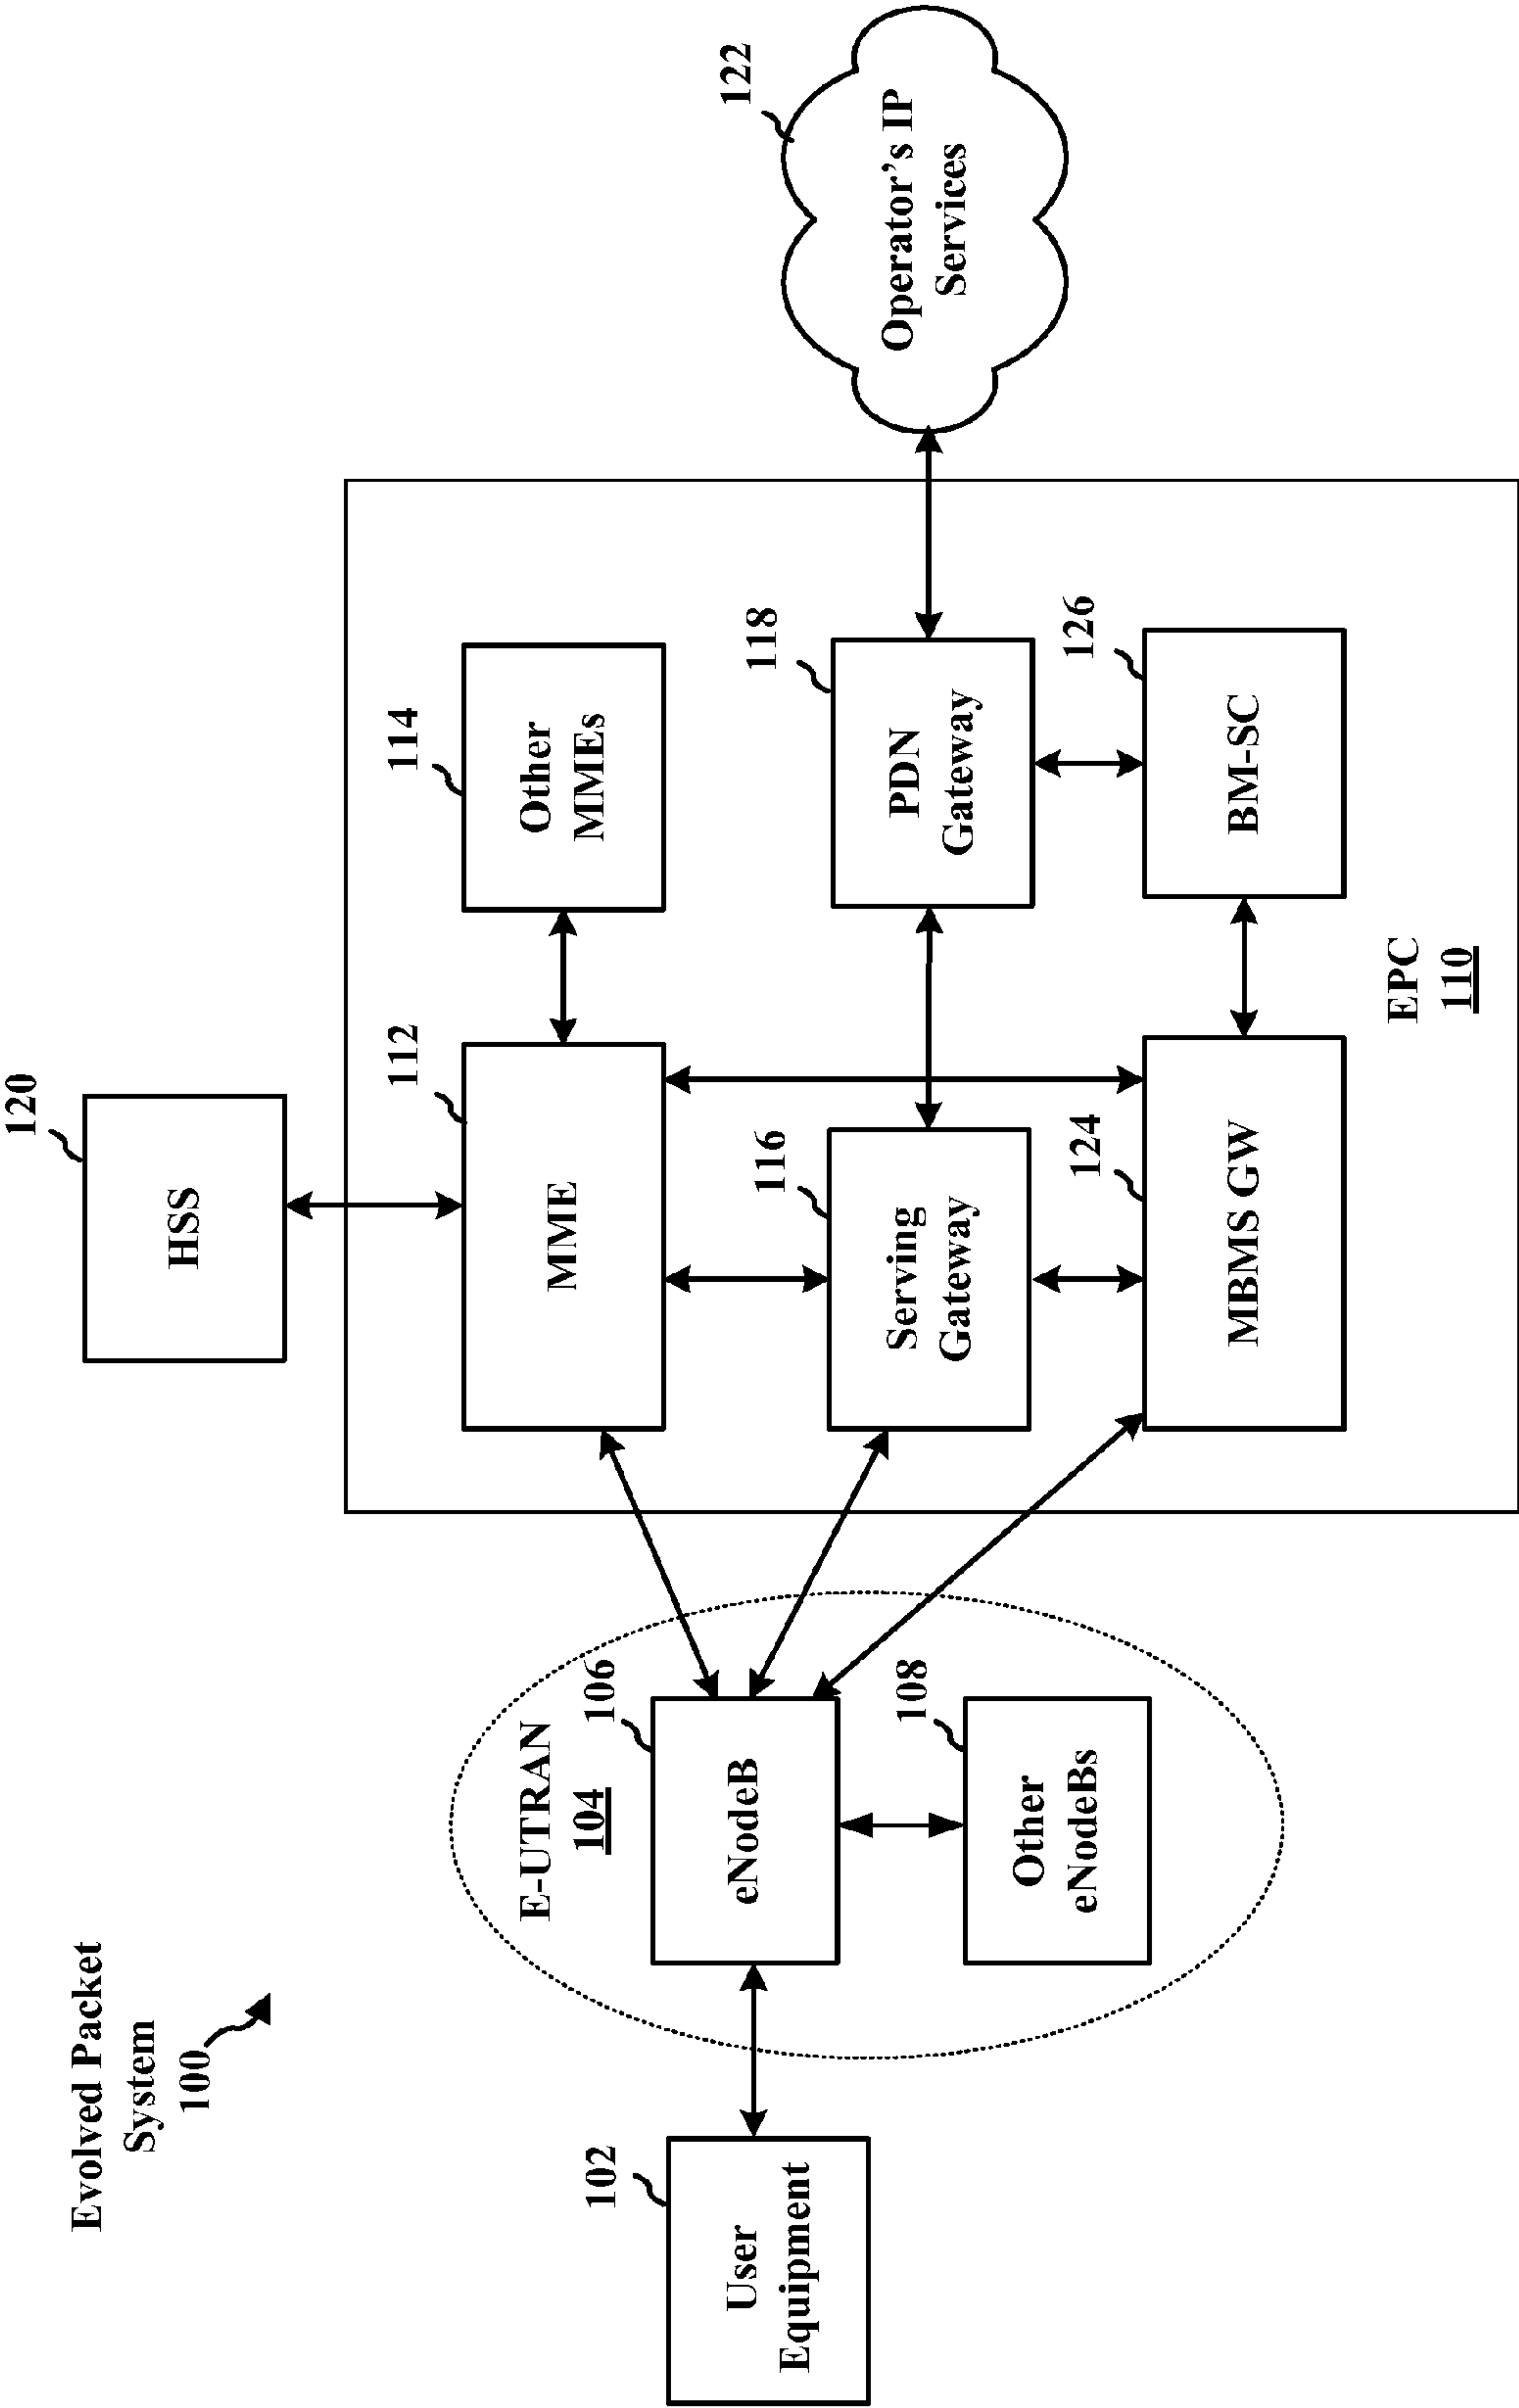 Evolved Packet
System
100
102
User
Equipment
E-UTRAN
104
106
eNodeB
108
Other
eNodeBs
120
HSS
112
MME
114
Other
MMEs
116
Serving
Gateway
118
PDN
Gateway
124
MBMS GW
126
BM-SC
EPC
110
122
Operator's IP
Services